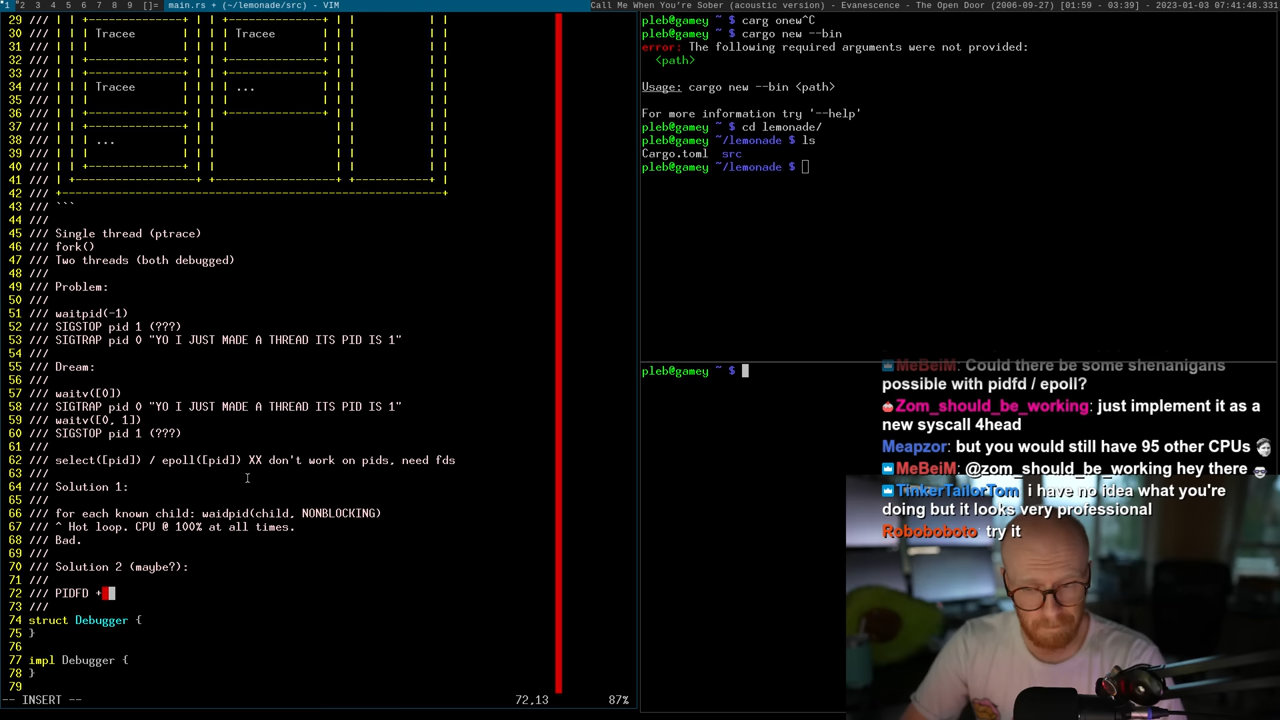 1 2 3 4 5 6 7 8 9 []= main.rs + (~/lemonade/src) - VIM
Call Me When You're Sober (acoustic version) - Evanescence - The Open Door (2006-09-27) [01:59 - 03:39] - 2023-01-03 07:41:48.331
29 /// | | +---------------+ | | +---------------+ | |           | |
30 /// | | | Tracee        | | | | Tracee        | | |           | |
31 /// | | |               | | | |               | | |           | |
32 /// | | +---------------+ | | +---------------+ | |           | |
33 /// | | +---------------+ | | +---------------+ | |           | |
34 /// | | | Tracee        | | | | ...           | | |           | |
35 /// | | |               | | | |               | | |           | |
36 /// | | +---------------+ | | +---------------+ | |           | |
37 /// | | +---------------+ | |                   | |           | |
38 /// | | | ...           | | |                   | |           | |
39 /// | | |               | | |                   | |           | |
40 /// | | +---------------+ | |                   | |           | |
41 /// | +-------------------+ +-------------------+ +-----------+ |
42 /// +---------------------------------------------------------+
43 /// ```
44 ///
45 /// Single thread (ptrace)
46 /// fork()
47 /// Two threads (both debugged)
48 ///
49 /// Problem:
50 ///
51 /// waitpid(-1)
52 /// SIGSTOP pid 1 (???)
53 /// SIGTRAP pid 0 "YO I JUST MADE A THREAD ITS PID IS 1"
54 ///
55 /// Dream:
56 ///
57 /// waitv([0])
58 /// SIGTRAP pid 0 "YO I JUST MADE A THREAD ITS PID IS 1"
59 /// waitv([0, 1])
60 /// SIGSTOP pid 1 (???)
61 ///
62 /// select([pid]) / epoll([pid]) XX don't work on pids, need fds
63 ///
64 /// Solution 1:
65 ///
66 /// for each known child: waidpid(child, NONBLOCKING)
67 /// ^ Hot loop. CPU @ 100% at all times.
68 /// Bad.
69 ///
70 /// Solution 2 (maybe?):
71 ///
72 /// PIDFD +
73 ///
74 struct Debugger {
75 }
76
77 impl Debugger {
78 }
79
-- INSERT -- 72,13 87%
pleb@gamey ~ $ carg onew^C
pleb@gamey ~ $ cargo new --bin
error: The following required arguments were not provided:
<path>
Usage: cargo new --bin <path>
For more information try '--help'
pleb@gamey ~ $ cd lemonade/
pleb@gamey ~/lemonade $ ls
Cargo.toml src
pleb@gamey ~/lemonade $
pleb@gamey ~ $
MeBeiM: Could there be some shenanigans
possible with pidfd / epoll?
Zom_should_be_working: just implement it as a
new syscall 4head
Meapzor: but you would still have 95 other CPUs
MeBeiM: @zom_should_be_working hey there
TinkerTailorTom i have no idea what you're
doing but it looks very professional
Roboboboto try it